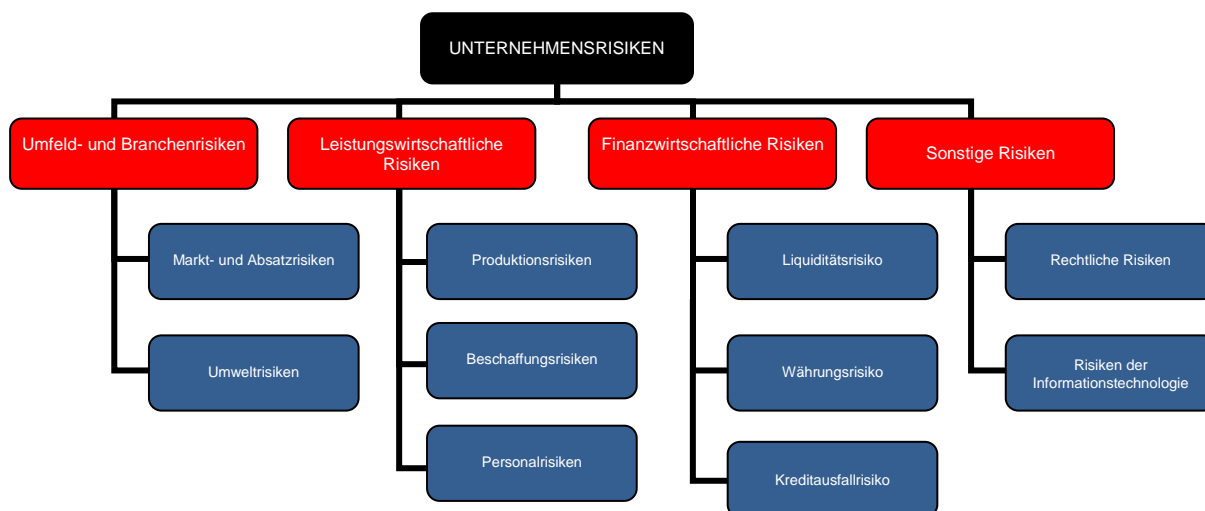 UNTERNEHMENSRISIKEN
Umfeld- und Branchenrisiken
Leistungswirtschaftliche
Risiken
Finanzwirtschaftliche Risiken
Sonstige Risiken
Markt- und Absatzrisiken
Produktionsrisiken
Liquiditätsrisiko
Rechtliche Risiken
Umweltrisiken
Beschaffungsrisiken
Währungsrisiko
Risiken der
Informationstechnologie
Personalrisiken
Kreditausfallrisiko